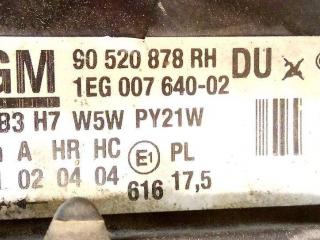 GM 90 520 878 RH DU
1EG 007 640-02
B3 H7 W5W PY21W
A HR HC E1 PL
02 04 04 616 17,5